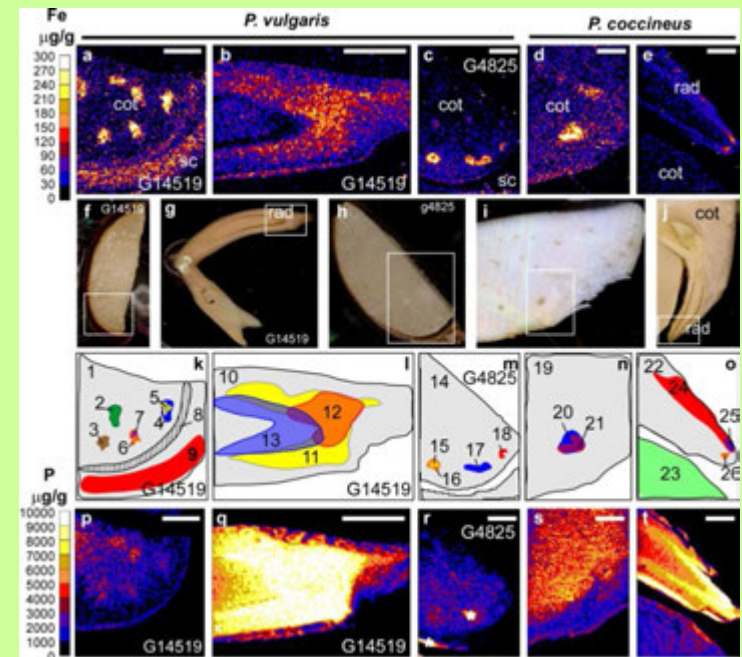 Fe
µg/g
P. vulgaris
P. coccineus
300
270
240
210
180
150
120
90
60
30
0
a
cot
sc
G14519
b
G14519
c
G4825
cot
sc
d
cot
e
rad
cot
f
G14519
g
rad
G14519
h
g4825
i
j
cot
rad
k
1
2
3
4
5
6
7
8
9
G14519
l
10
11
12
13
G14519
m
G4825
14
15
16
17
18
n
19
20
21
o
22
23
24
25
26
P
µg/g
10000
9000
8000
7000
6000
5000
4000
3000
2000
1000
0
p
G14519
q
G14519
r
G4825
s
t